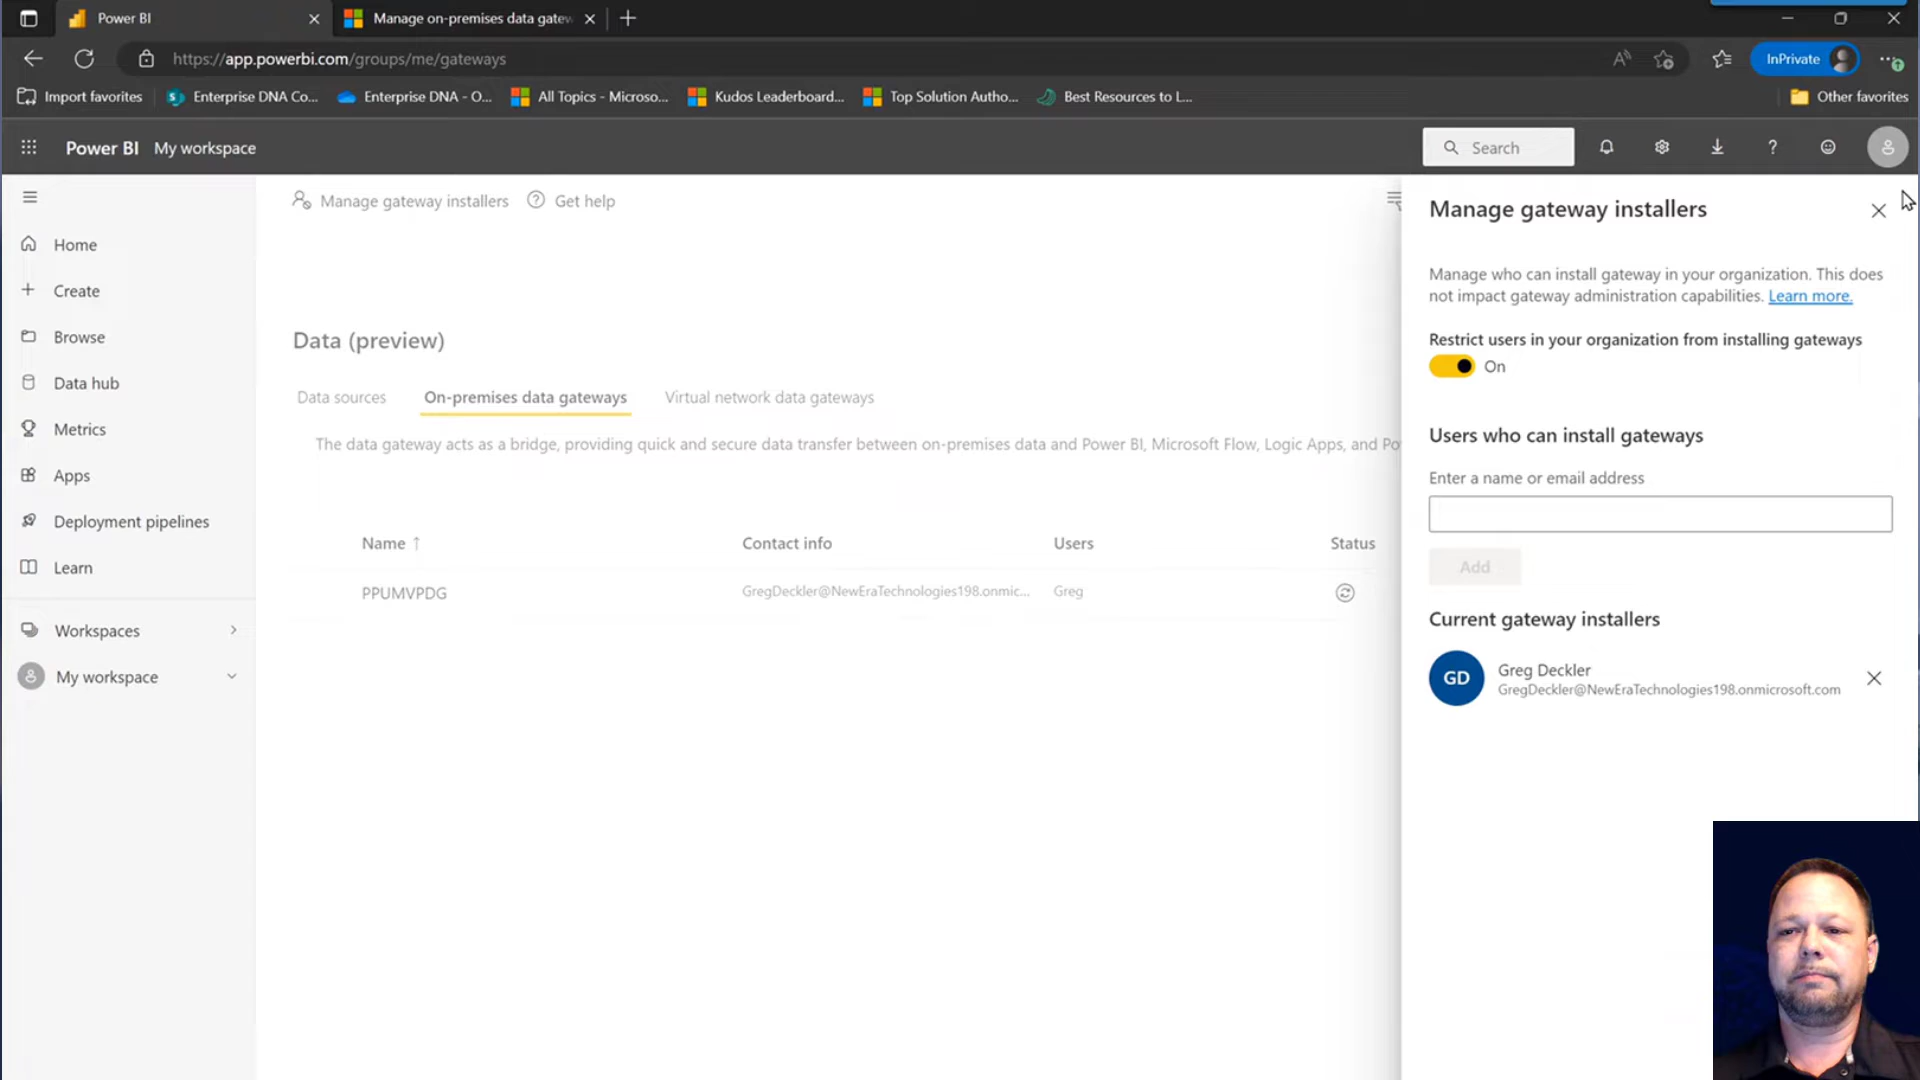 Power BI
Manage on-premises data gatew
https://app.powerbi.com/groups/me/gateways
InPrivate
Import favorites
Enterprise DNA Co...
Enterprise DNA - O...
All Topics - Microso...
Kudos Leaderboard...
Top Solution Autho...
Best Resources to L...
Other favorites
Power BI My workspace
Search
Home
Create
Browse
Data hub
Metrics
Apps
Deployment pipelines
Learn
Workspaces
My workspace
Manage gateway installers
Get help
Data (preview)
Data sources
On-premises data gateways
Virtual network data gateways
The data gateway acts as a bridge, providing quick and secure data transfer between on-premises data and Power BI, Microsoft Flow, Logic Apps, and Po
Name ↑ Contact info Users Status
PPUMVPDG GregDeckler@NewEraTechnologies198.onmic... Greg
Manage gateway installers
Manage who can install gateway in your organization. This does
not impact gateway administration capabilities. Learn more.
Restrict users in your organization from installing gateways
On
Users who can install gateways
Enter a name or email address
Add
Current gateway installers
GD
Greg Deckler
GregDeckler@NewEraTechnologies198.onmicrosoft.com